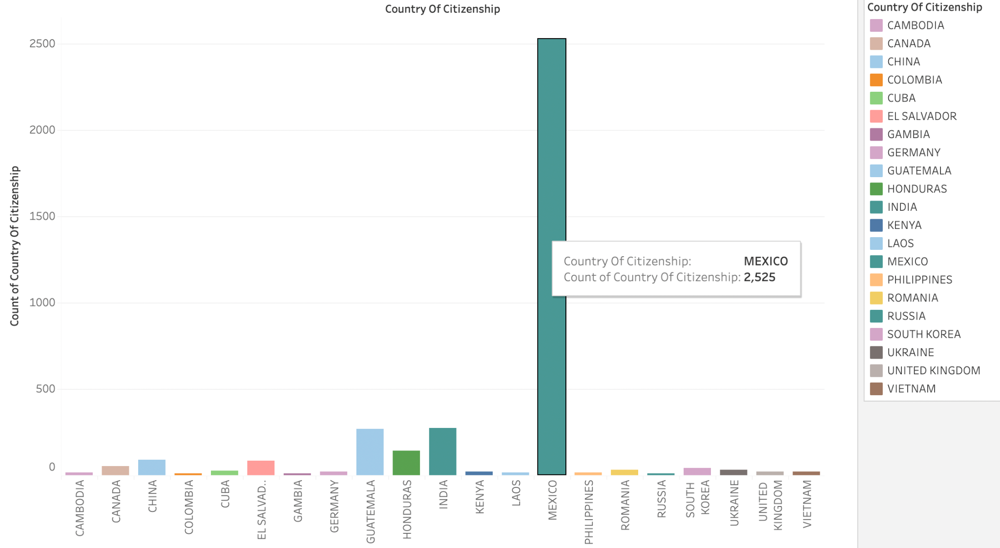 Country Of Citizenship
Count of Country Of Citizenship
2500
2000
1500
1000
500
0
Country Of Citizenship: MEXICO
Count of Country Of Citizenship: 2,525
CAMBODIA
CANADA
CHINA
COLOMBIA
CUBA
EL SALVAD..
GAMBIA
GERMANY
GUATEMALA
HONDURAS
INDIA
KENYA
LAOS
MEXICO
PHILIPPINES
ROMANIA
RUSSIA
SOUTH
KOREA
UKRAINE
UNITED
KINGDOM
VIETNAM
Country Of Citizenship
CAMBODIA
CANADA
CHINA
COLOMBIA
CUBA
EL SALVADOR
GAMBIA
GERMANY
GUATEMALA
HONDURAS
INDIA
KENYA
LAOS
MEXICO
PHILIPPINES
ROMANIA
RUSSIA
SOUTH KOREA
UKRAINE
UNITED KINGDOM
VIETNAM